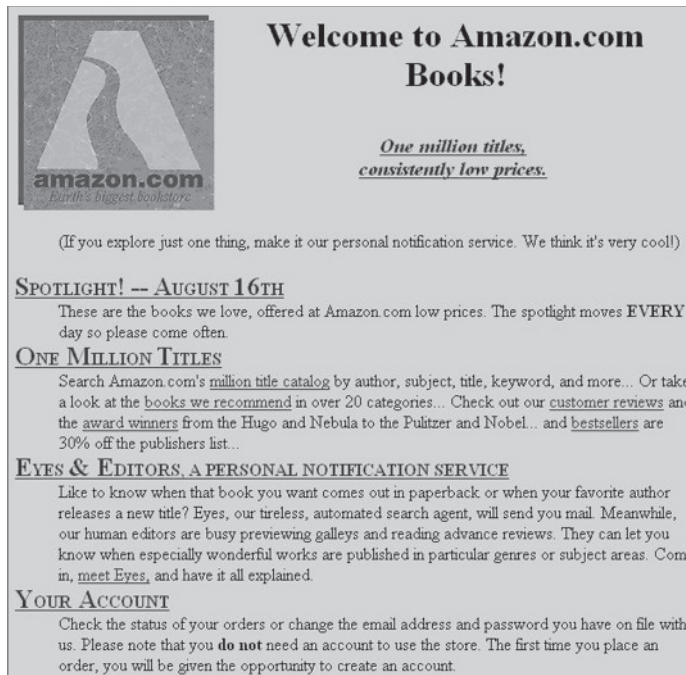 Welcome to Amazon.com
Books!
One million titles,
consistently low prices.
amazon.com
Earth's biggest bookstore
(If you explore just one thing, make it our personal notification service. We think it's very cool!)
SPOTLIGHT! -- AUGUST 16TH
These are the books we love, offered at Amazon.com low prices. The spotlight moves EVERY
day so please come often.
ONE MILLION TITLES
Search Amazon.com's million title catalog by author, subject, title, keyword, and more... Or take
a look at the books we recommend in over 20 categories... Check out our customer reviews and
the award winners from the Hugo and Nebula to the Pulitzer and Nobel... and bestsellers are
30% off the publishers list...
EYES & EDITORS, A PERSONAL NOTIFICATION SERVICE
Like to know when that book you want comes out in paperback or when your favorite author
releases a new title? Eyes, our tireless, automated search agent, will send you mail. Meanwhile,
our human editors are busy previewing galleys and reading advance reviews. They can let you
know when especially wonderful works are published in particular genres or subject areas. Com
in, meet Eyes, and have it all explained.
YOUR ACCOUNT
Check the status of your orders or change the email address and password you have on file with
us. Please note that you do not need an account to use the store. The first time you place an
order, you will be given the opportunity to create an account.